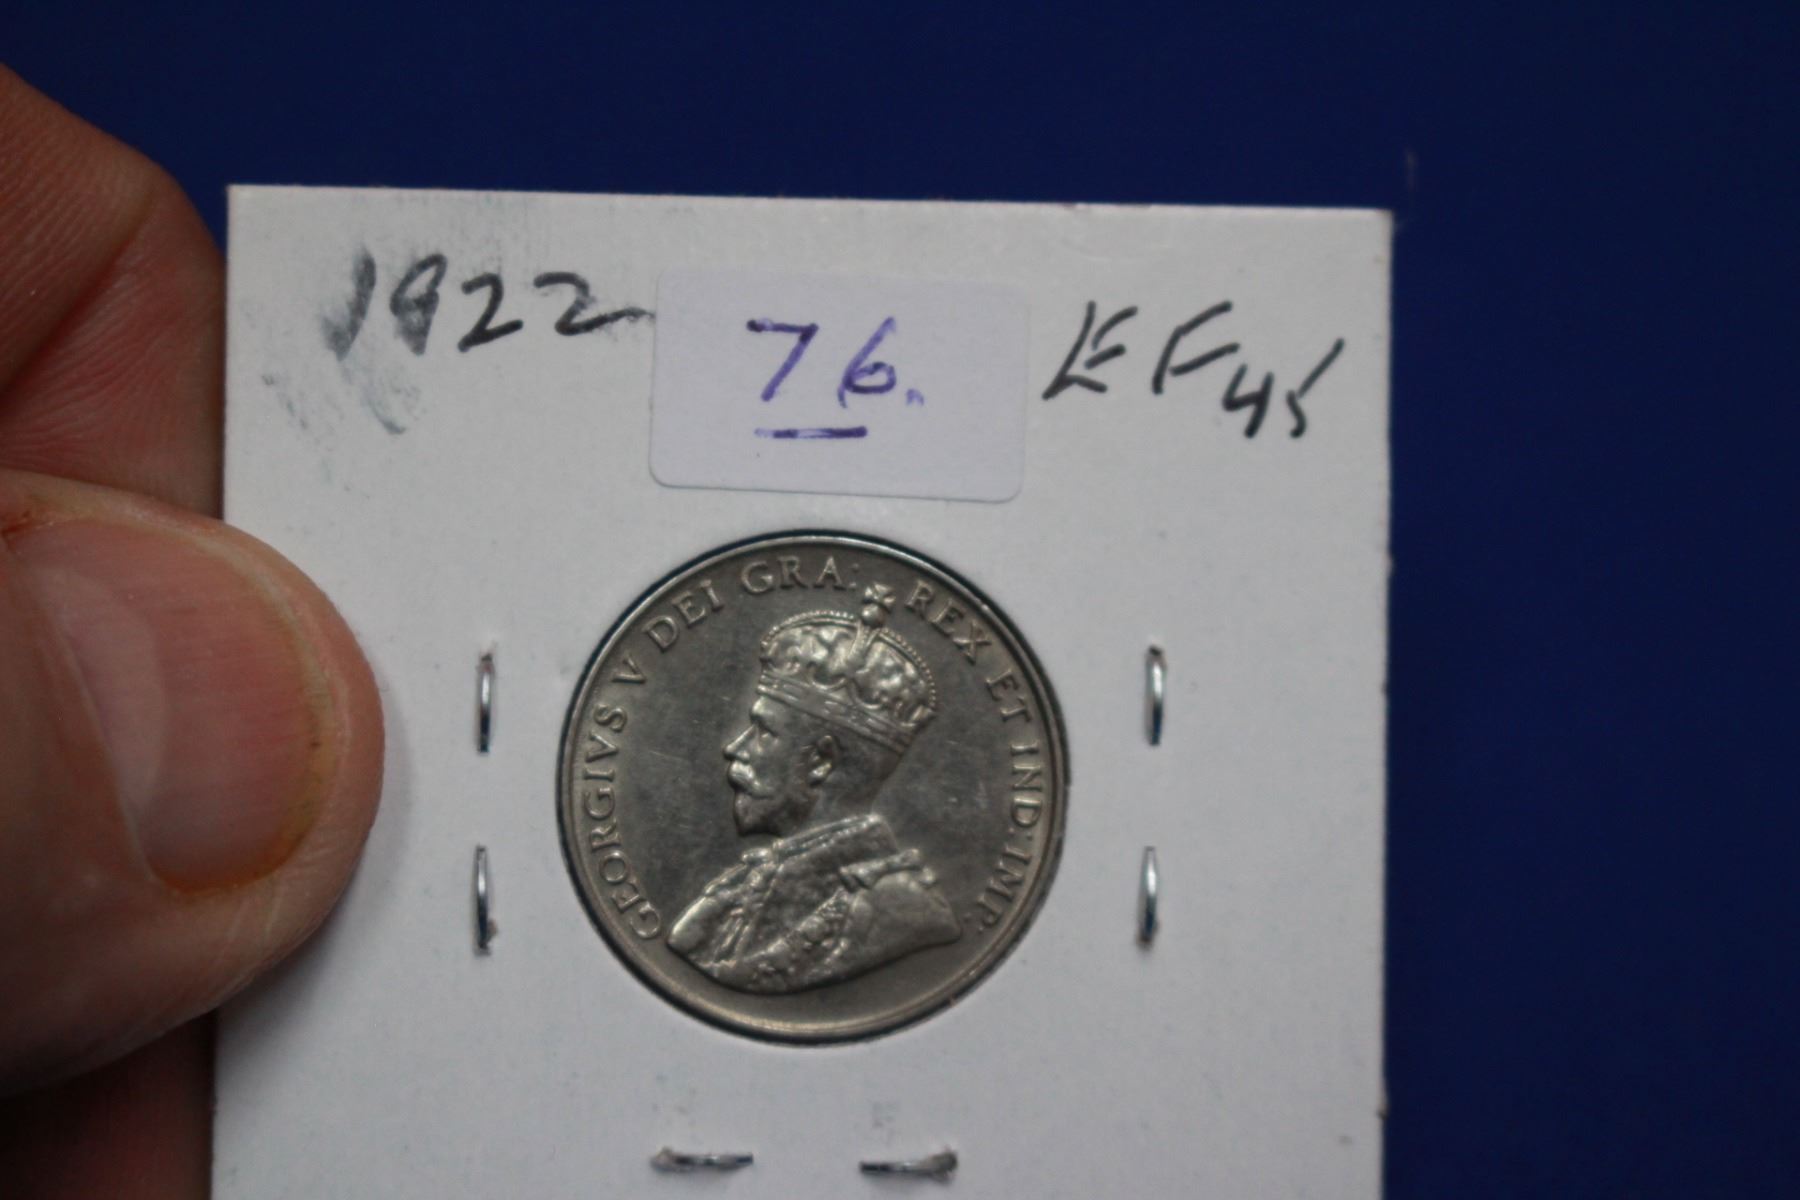 1922 76. EF45
GEORGIVS V DEI GRA: REX ET IND: IMP: